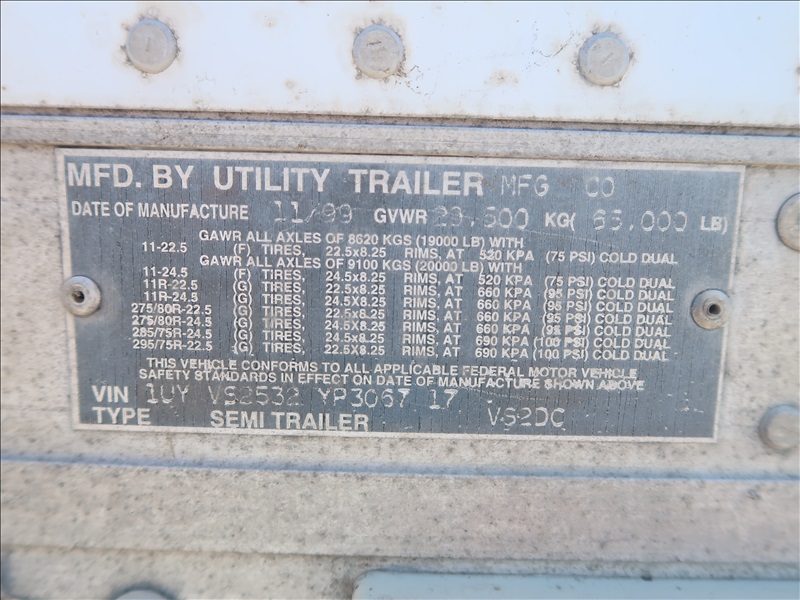 MFD. BY UTILITY TRAILER MFG CO
DATE OF MANUFACTURE 11/99 GVWR 29,500 KG( 65,000 LB)
GAWR ALL AXLES OF 8620 KGS (19000 LB) WITH
11-22.5 (F) TIRES, 22.5x8.25 RIMS, AT 520 KPA (75 PSI) COLD DUAL
GAWR ALL AXLES OF 9100 KGS (20000 LB) WITH
11-24.5 (F) TIRES, 24.5x8.25 RIMS, AT 520 KPA (75 PSI) COLD DUAL
11R-22.5 (G) TIRES, 22.5x8.25 RIMS, AT 660 KPA (95 PSI) COLD DUAL
11R-24.5 (G) TIRES, 24.5x8.25 RIMS, AT 660 KPA (95 PSI) COLD DUAL
275/80R-22.5 (G) TIRES, 22.5x8.25 RIMS, AT 660 KPA (95 PSI) COLD DUAL
275/80R-24.5 (G) TIRES, 24.5x8.25 RIMS, AT 660 KPA (95 PSI) COLD DUAL
285/75R-24.5 (G) TIRES, 24.5x8.25 RIMS, AT 690 KPA (100 PSI) COLD DUAL
295/75R-22.5 (G) TIRES, 22.5x8.25 RIMS, AT 690 KPA (100 PSI) COLD DUAL
THIS VEHICLE CONFORMS TO ALL APPLICABLE FEDERAL MOTOR VEHICLE
SAFETY STANDARDS IN EFFECT ON DATE OF MANUFACTURE SHOWN ABOVE
VIN 1UY VS2532 YP3067 17
TYPE SEMI TRAILER VS2DC